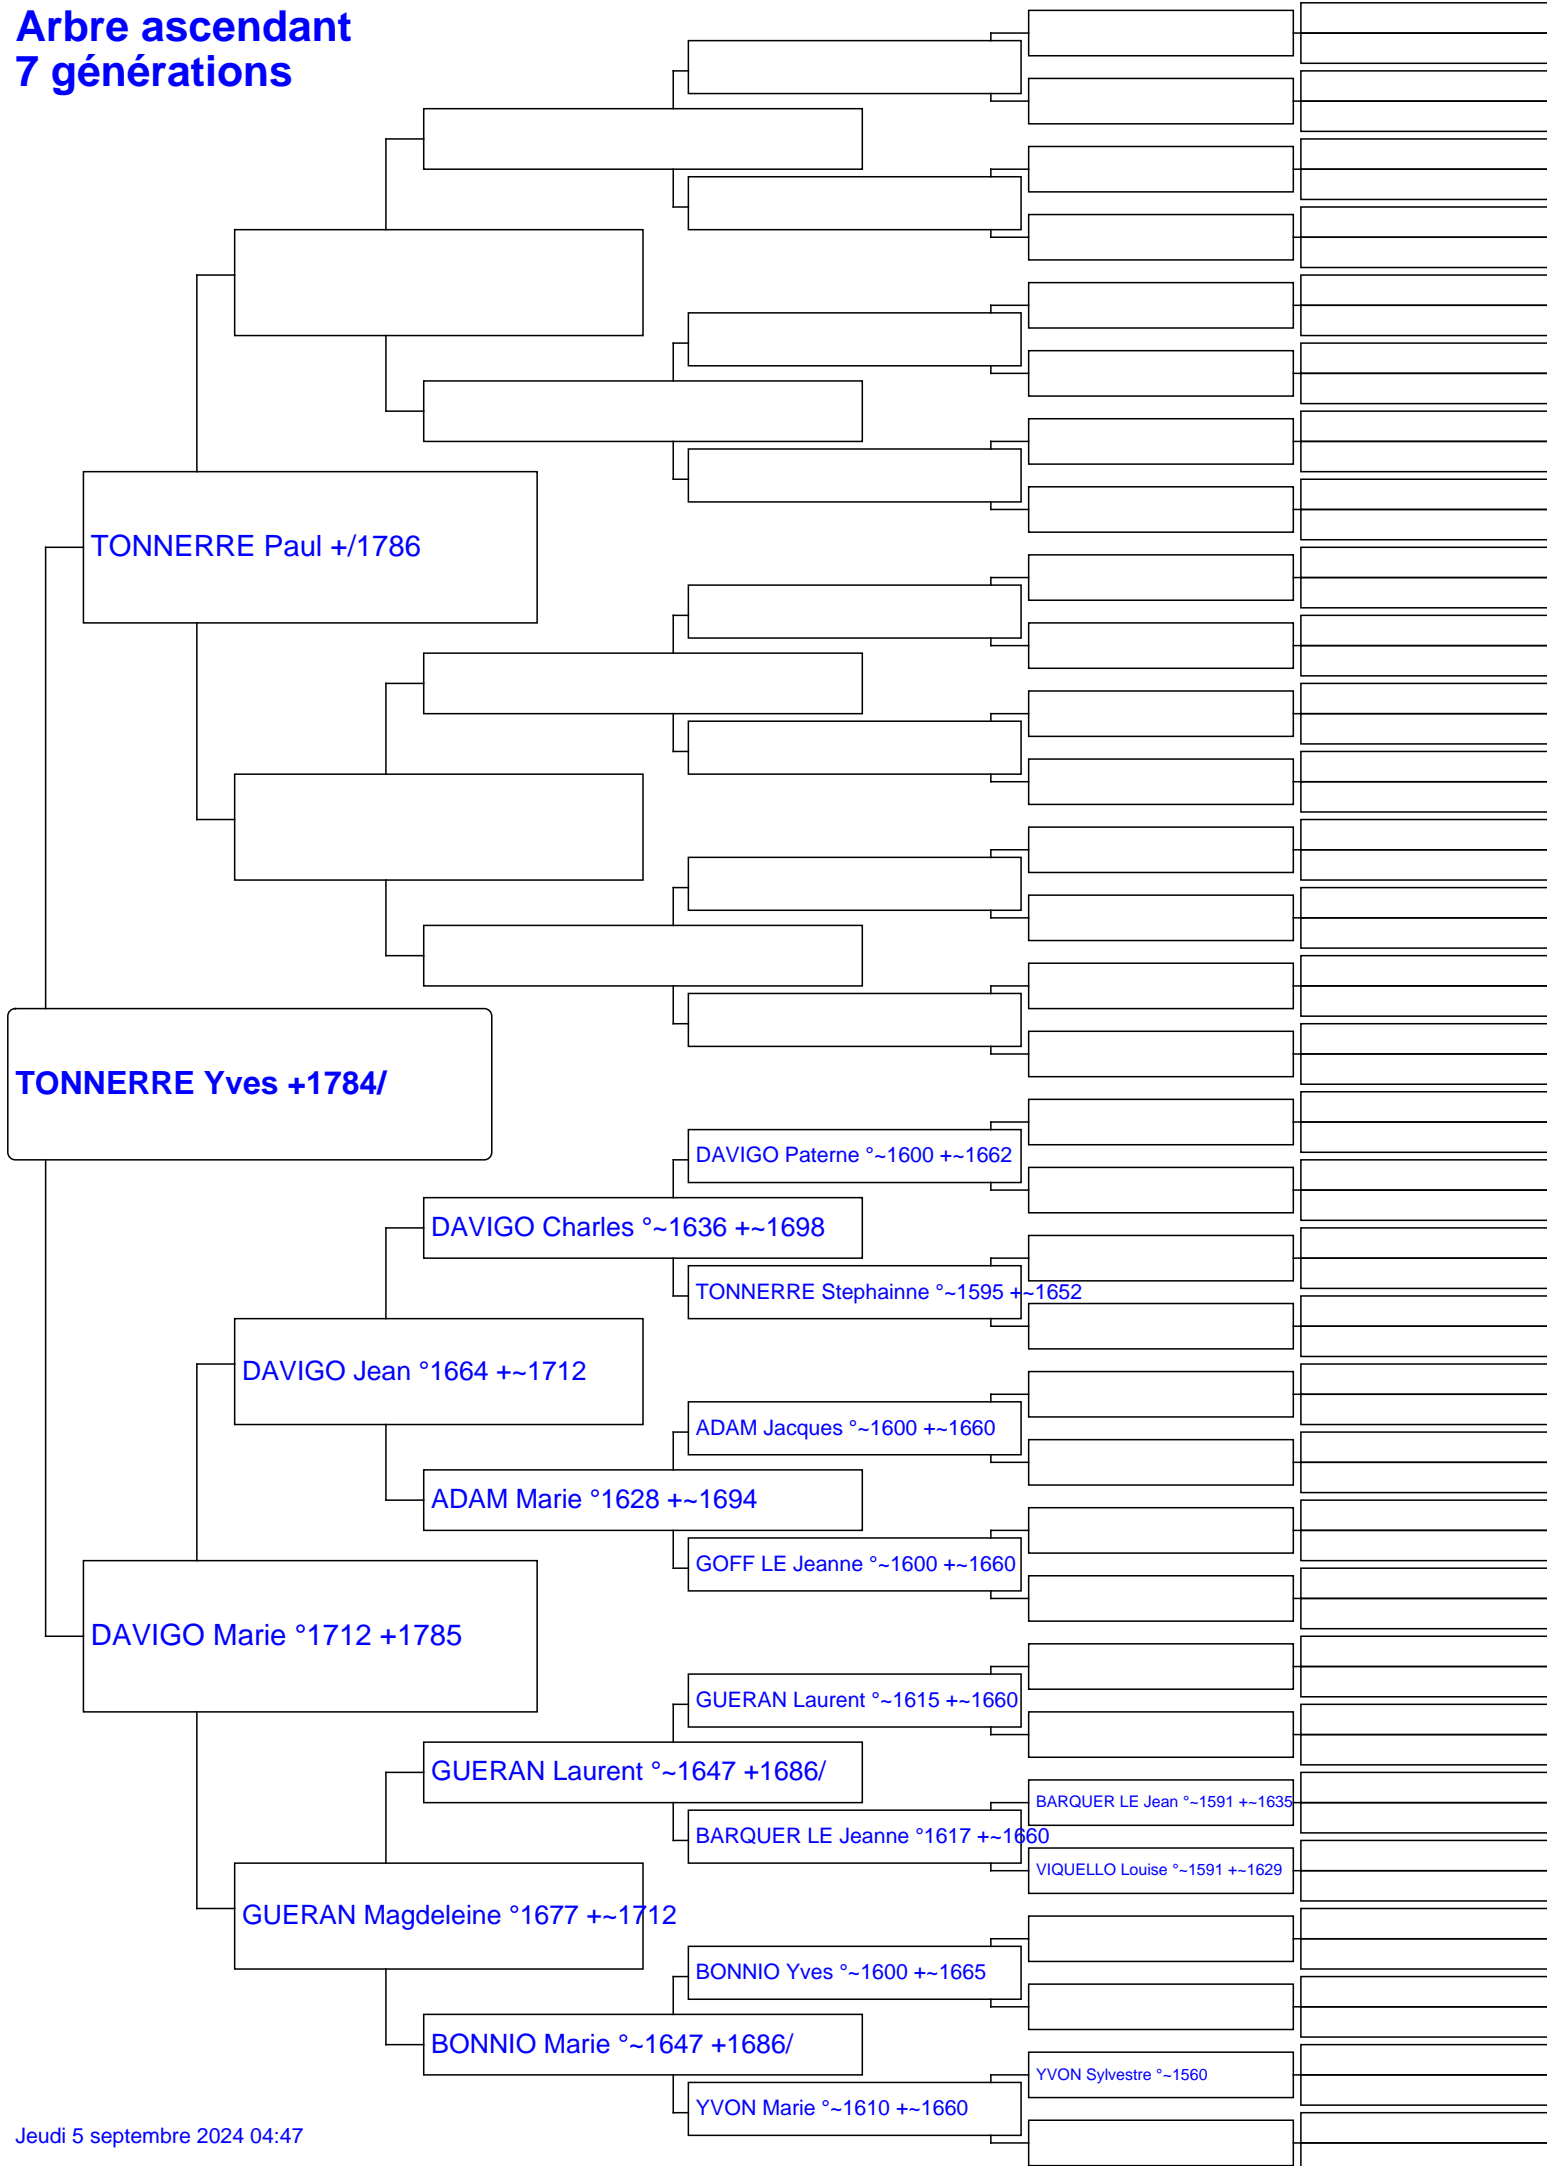 Arbre ascendant
7 générations
TONNERRE Paul +/1786
TONNERRE Yves +1784/
DAVIGO Paterne °~1600 +~1662
DAVIGO Charles °~1636 +~1698
TONNERRE Stephainne °~1595 +~1652
DAVIGO Jean °1664 +~1712
ADAM Jacques °~1600 +~1660
ADAM Marie °1628 +~1694
GOFF LE Jeanne °~1600 +~1660
DAVIGO Marie °1712 +1785
GUERAN Laurent °~1615 +~1660
GUERAN Laurent °~1647 +1686/
BARQUER LE Jean °~1591 +~1635
BARQUER LE Jeanne °1617 +~1660
VIQUELLO Louise °~1591 +~1629
GUERAN Magdeleine °1677 +~1712
BONNIO Yves °~1600 +~1665
BONNIO Marie °~1647 +1686/
YVON Sylvestre °~1560
YVON Marie °~1610 +~1660
Jeudi 5 septembre 2024 04:47